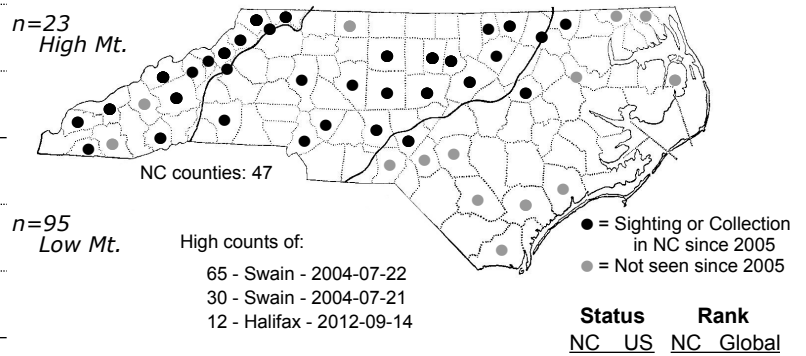 n=23
High Mt.
NC counties: 47
n=95
Low Mt.
High counts of:
65 - Swain - 2004-07-22
30 - Swain - 2004-07-21
12 - Halifax - 2012-09-14
= Sighting or Collection
in NC since 2005
= Not seen since 2005
Status Rank
NC US NC Global